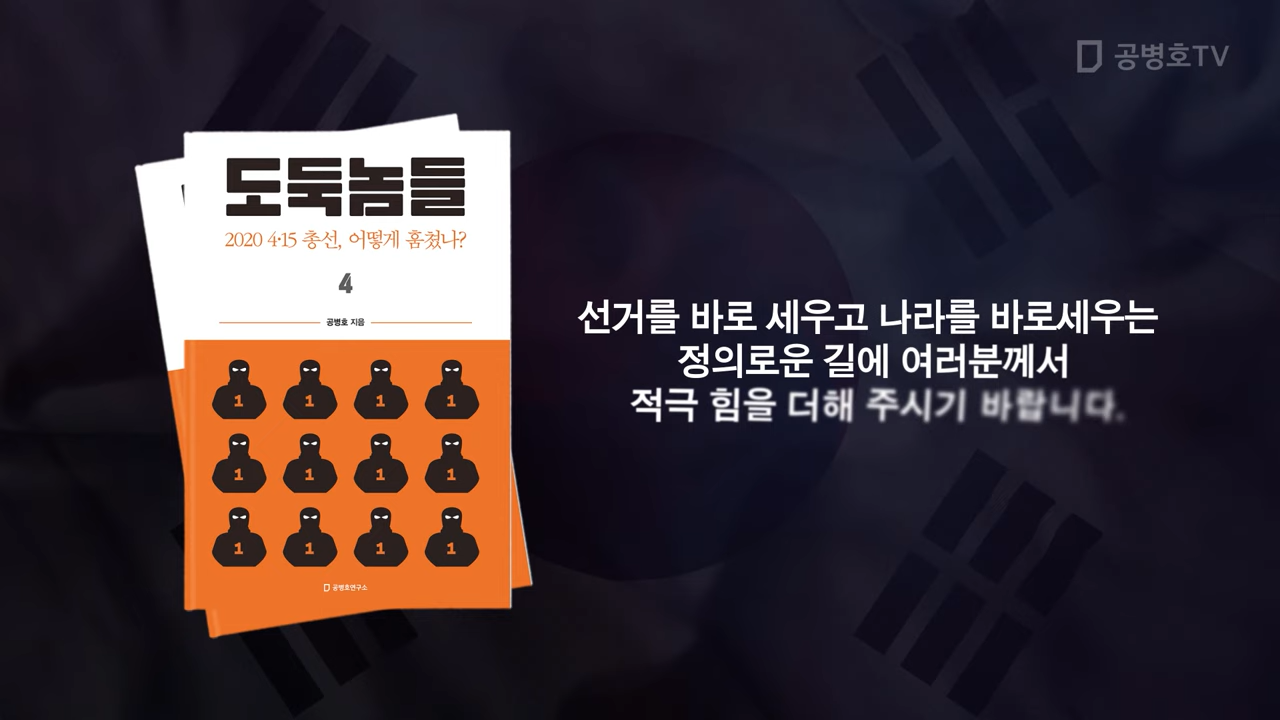 공병호TV
도둑놈들
2020 4·15 총선, 어떻게 훔쳤나?
4
공병호 지음
1 1 1 1
1 1 1 1
1 1 1 1
공병호연구소
선거를 바로 세우고 나라를 바로세우는
정의로운 길에 여러분께서
적극 힘을 더해 주시기 바랍니다.